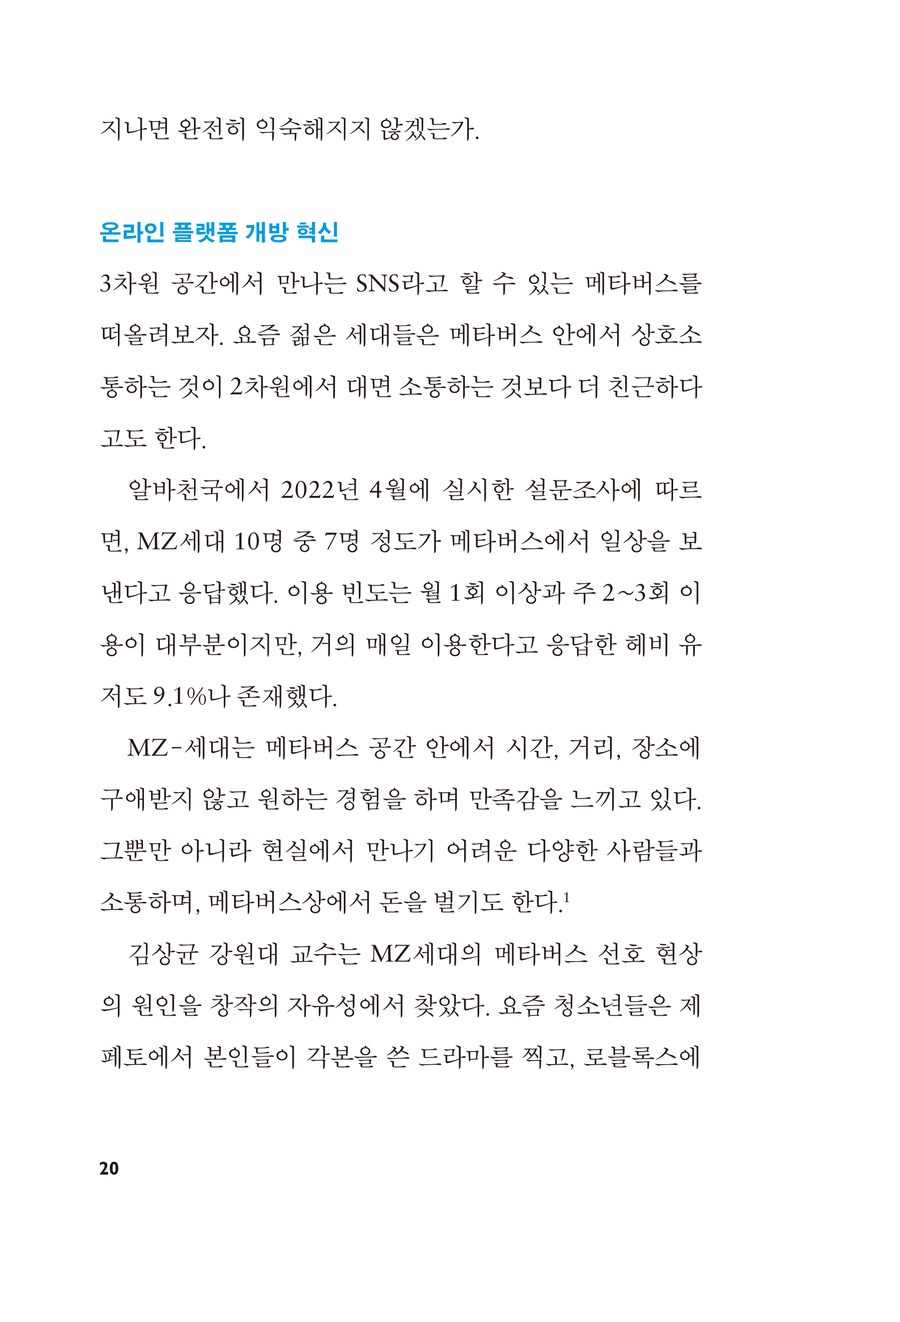 지나면 완전히 익숙해지지 않겠는가.
온라인 플랫폼 개방 혁신
3차원 공간에서 만나는 SNS라고 할 수 있는 메타버스를
떠올려보자. 요즘 젊은 세대들은 메타버스 안에서 상호소
통하는 것이 2차원에서 대면 소통하는 것보다 더 친근하다
고도 한다.
알바천국에서 2022년 4월에 실시한 설문조사에 따르
면, MZ세대 10명 중 7명 정도가 메타버스에서 일상을 보
낸다고 응답했다. 이용 빈도는 월 1회 이상과 주 2~3회 이
용이 대부분이지만, 거의 매일 이용한다고 응답한 헤비 유
저도 9.1%나 존재했다.
MZ-세대는 메타버스 공간 안에서 시간, 거리, 장소에
구애받지 않고 원하는 경험을 하며 만족감을 느끼고 있다.
그뿐만 아니라 현실에서 만나기 어려운 다양한 사람들과
소통하며, 메타버스상에서 돈을 벌기도 한다.¹
김상균 강원대 교수는 MZ세대의 메타버스 선호 현상
의 원인을 창작의 자유성에서 찾았다. 요즘 청소년들은 제
페토에서 본인들이 각본을 쓴 드라마를 찍고, 로블록스에
20